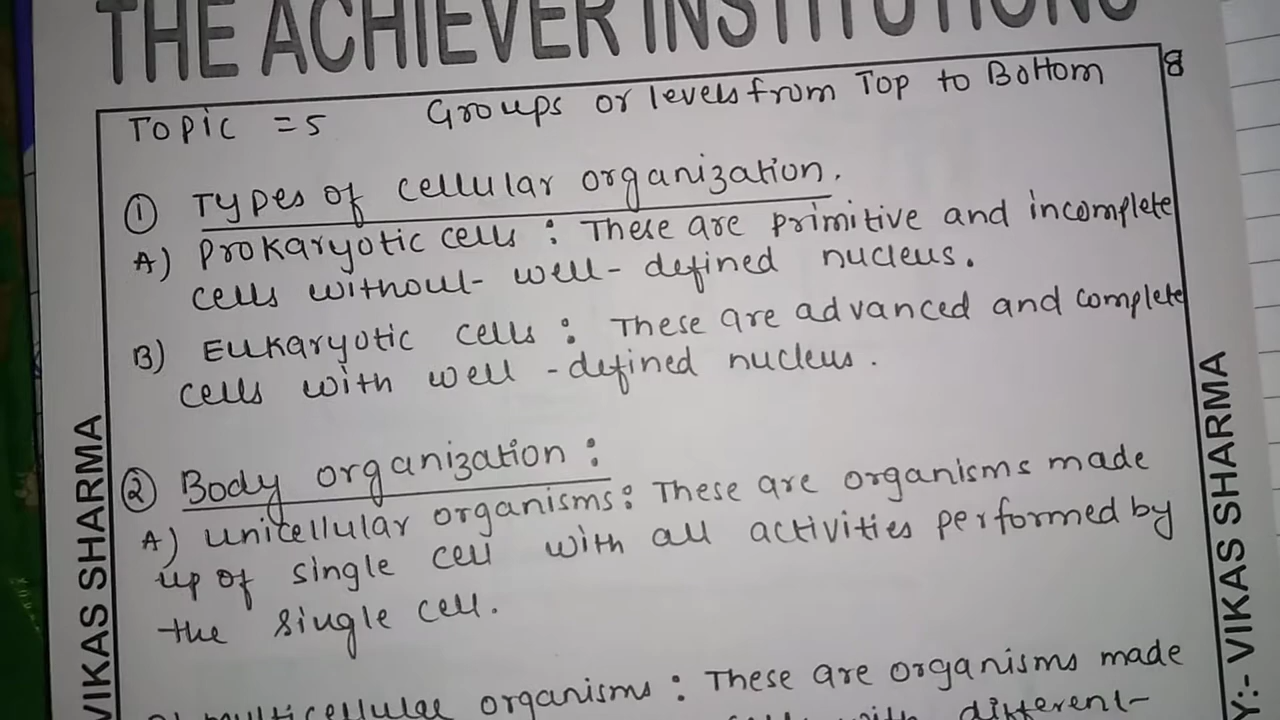 THE ACHIEVER INSTITUTIONS
8
Topic = 5 Groups or levels from Top to Bottom
① Types of cellular organization.
A) Prokaryotic cells : These are primitive and incomplete
cells without- well- defined nucleus.
B) Eukaryotic cells : These are advanced and complete
cells with well -defined nucleus.
② Body organization :
A) unicellular organisms: These are organisms made
up of single cell with all activities performed by
the single cell.
multicellular organisms : These are organisms made
with different-
VIKAS SHARMA
Y:- VIKAS SHARMA